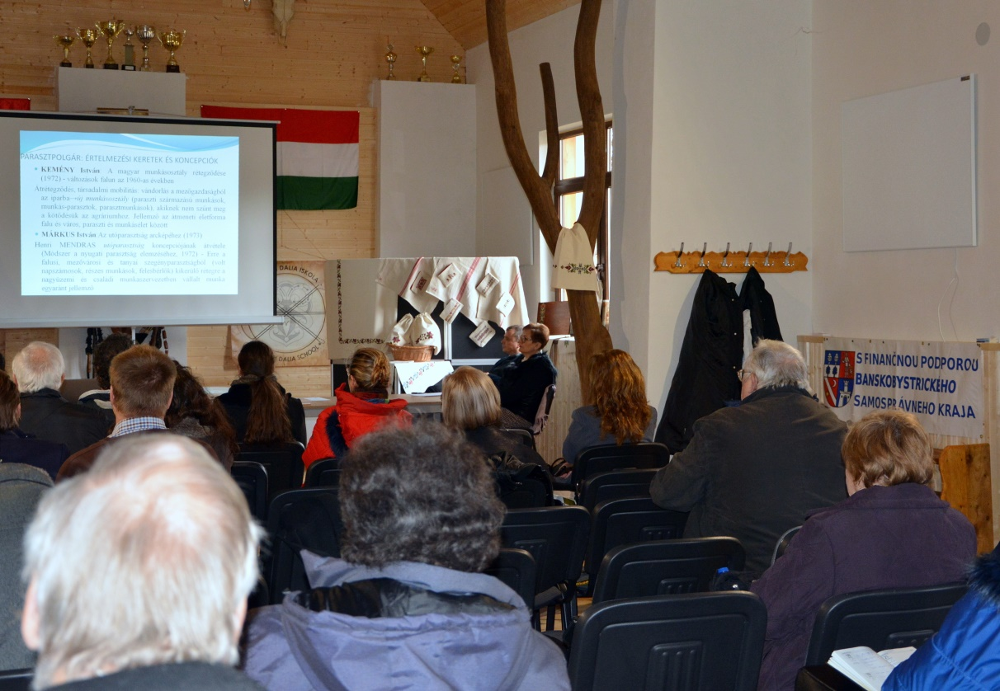 PARASZTPOLGÁR: ÉRTELMEZÉSI KERETEK ÉS KONCEPCIÓK
KEMÉNY István: A magyar munkásosztály rétegződése
(1972) - változások falun az 1960-as években
Átrétegződés, társadalmi mobilitás: vándorlás a mezőgazdaságból
az iparba→új munkásosztály (paraszti származású munkások,
munkás-parasztok, parasztmunkások), akiknek nem szűnt meg
a kötődésük az agráriumhoz. Jellemző az átmeneti életforma
falu és város, paraszti és munkásélet között
MÁRKUS István Az utóparasztság arcképéhez (1973)
Henri MENDRAS utóparasztság koncepciójának átvétele
(Módszer a nyugati parasztság elemzéséhez, 1972) - Erre a
falusi, mezővárosi és tanyai szegényparasztságból (volt
napszámosok, részes munkások, felesbérlők) kikerülő rétegre a
nagyüzemi és családi munkaszervezetben vállalt munka
egyaránt jellemző
DALIA ISKOLA
DALIA SCHOOL
S FINANČNOU PODPOROU
BANSKOBYSTRICKÉHO
SAMOSPRÁVNEHO KRAJA